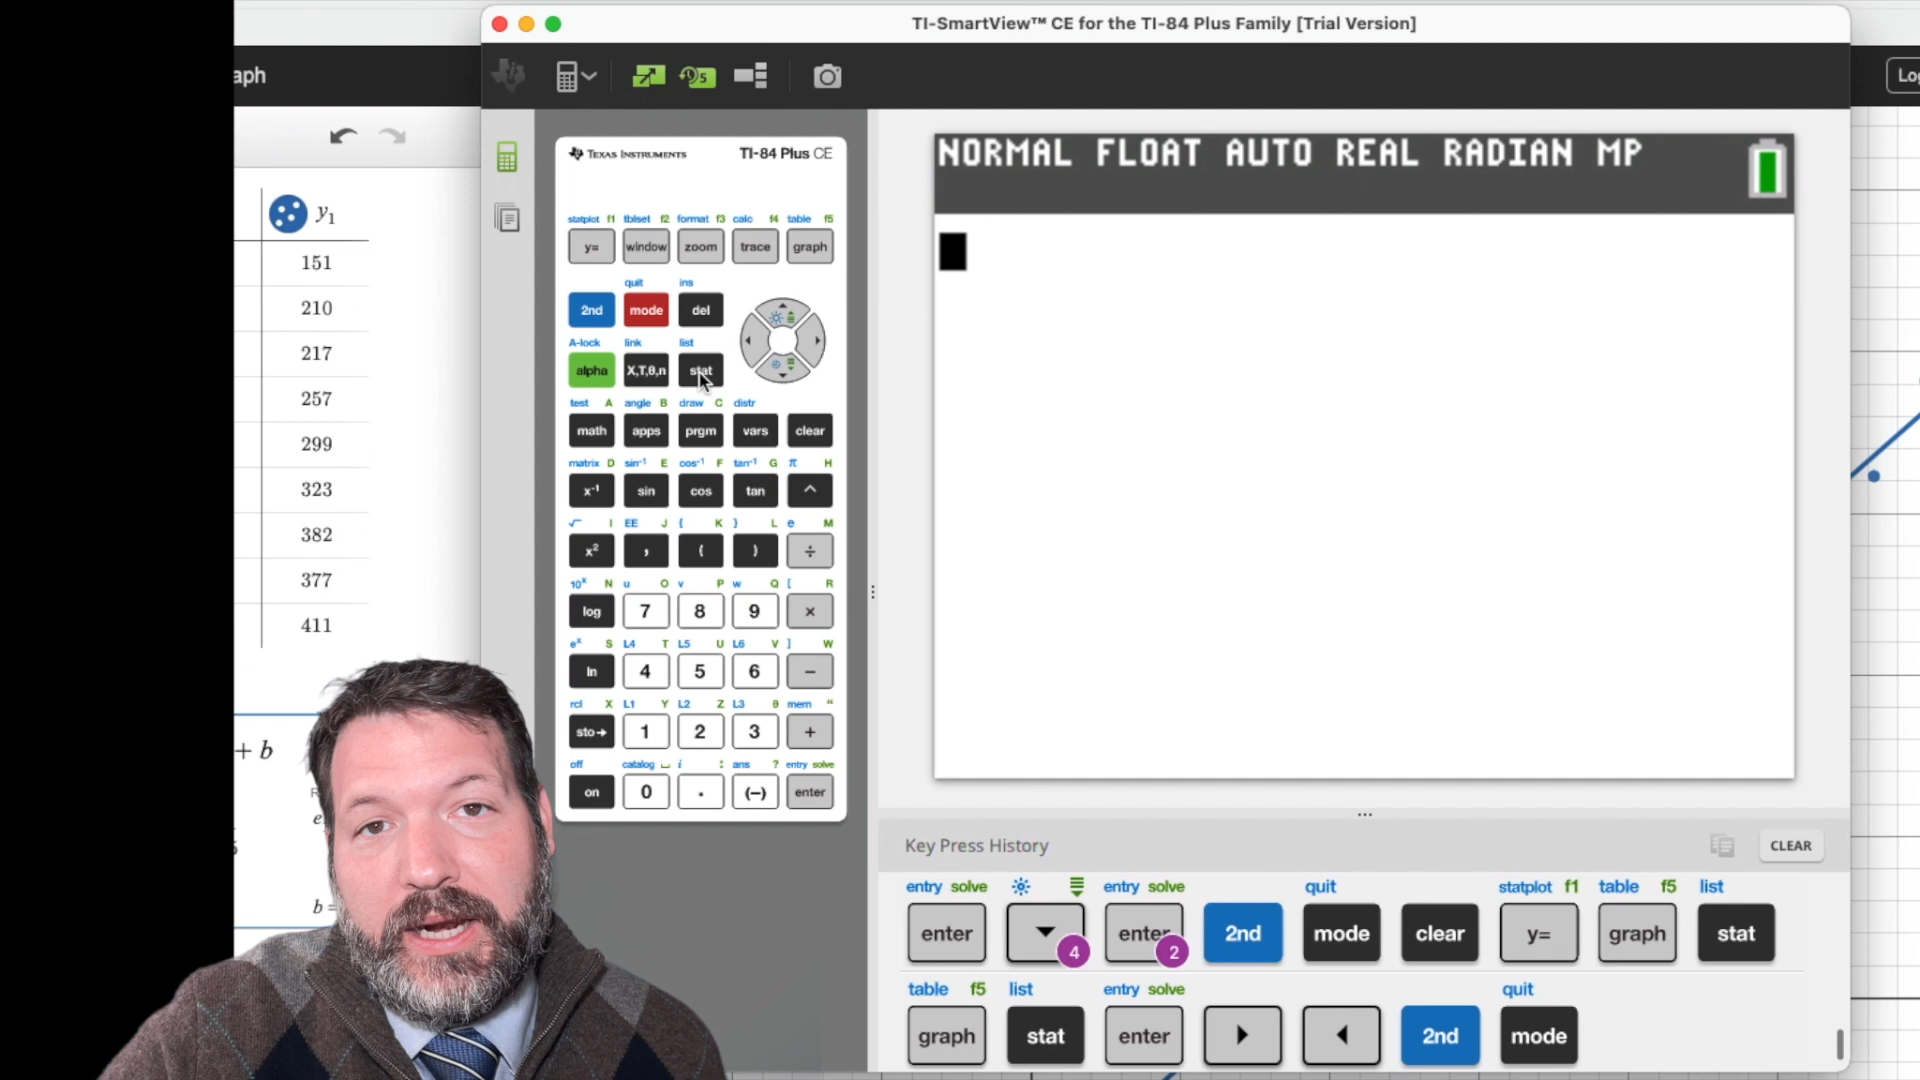 TI-SmartView™ CE for the TI-84 Plus Family [Trial Version]
aph
Lo
5
y₁
151
210
217
257
299
323
382
377
411
+ b
b =
TEXAS INSTRUMENTS TI-84 Plus CE
statplot f1 tblset f2 format f3 calc f4 table f5
y= window zoom trace graph
quit ins
2nd mode del
A-lock link list
alpha X,T,θ,n stat
test A angle B draw C distr
math apps prgm vars clear
matrix D sin⁻¹ E cos⁻¹ F tan⁻¹ G π H
x⁻¹ sin cos tan ^
√ I EE J { K } L e M
x² , ( ) ÷
10ˣ N u O v P w Q [ R
log 7 8 9 ×
eˣ S L4 T L5 U L6 V ] W
ln 4 5 6 −
rcl X L1 Y L2 Z L3 θ mem "
sto→ 1 2 3 +
off catalog ⎵ i : ans ? entry solve
on 0 . (−) enter
NORMAL FLOAT AUTO REAL RADIAN MP
Key Press History
CLEAR
entry solve entry solve quit statplot f1 table f5 list
enter 4 enter 2 2nd mode clear y= graph stat
table f5 list entry solve quit
graph stat enter 2nd mode